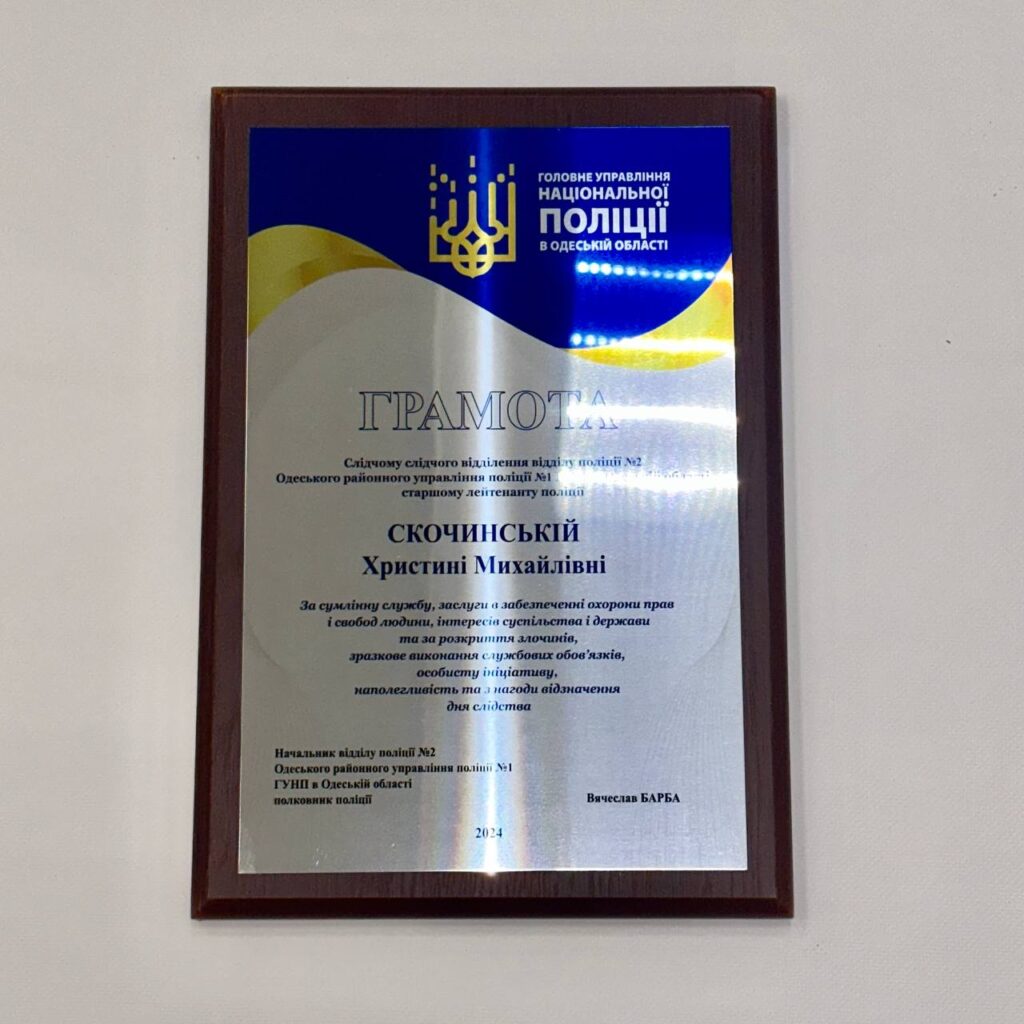 ГОЛОВНЕ УПРАВЛІННЯ
НАЦІОНАЛЬНОЇ
ПОЛІЦІЇ
В ОДЕСЬКІЙ ОБЛАСТІ
ГРАМОТА
Слідчому слідчого відділення відділу поліції №2
Одеського районного управління поліції №1
старшому лейтенанту поліції
СКОЧИНСЬКІЙ
Христині Михайлівні
За сумлінну службу, заслуги в забезпеченні охорони прав
і свобод людини, інтересів суспільства і держави
та за розкриття злочинів,
зразкове виконання службових обов'язків,
особисту ініціативу,
наполегливість та з нагоди відзначення
дня слідства
Начальник відділу поліції №2
Одеського районного управління поліції №1
ГУНП в Одеській області
полковник поліції
Вячеслав БАРБА
2024